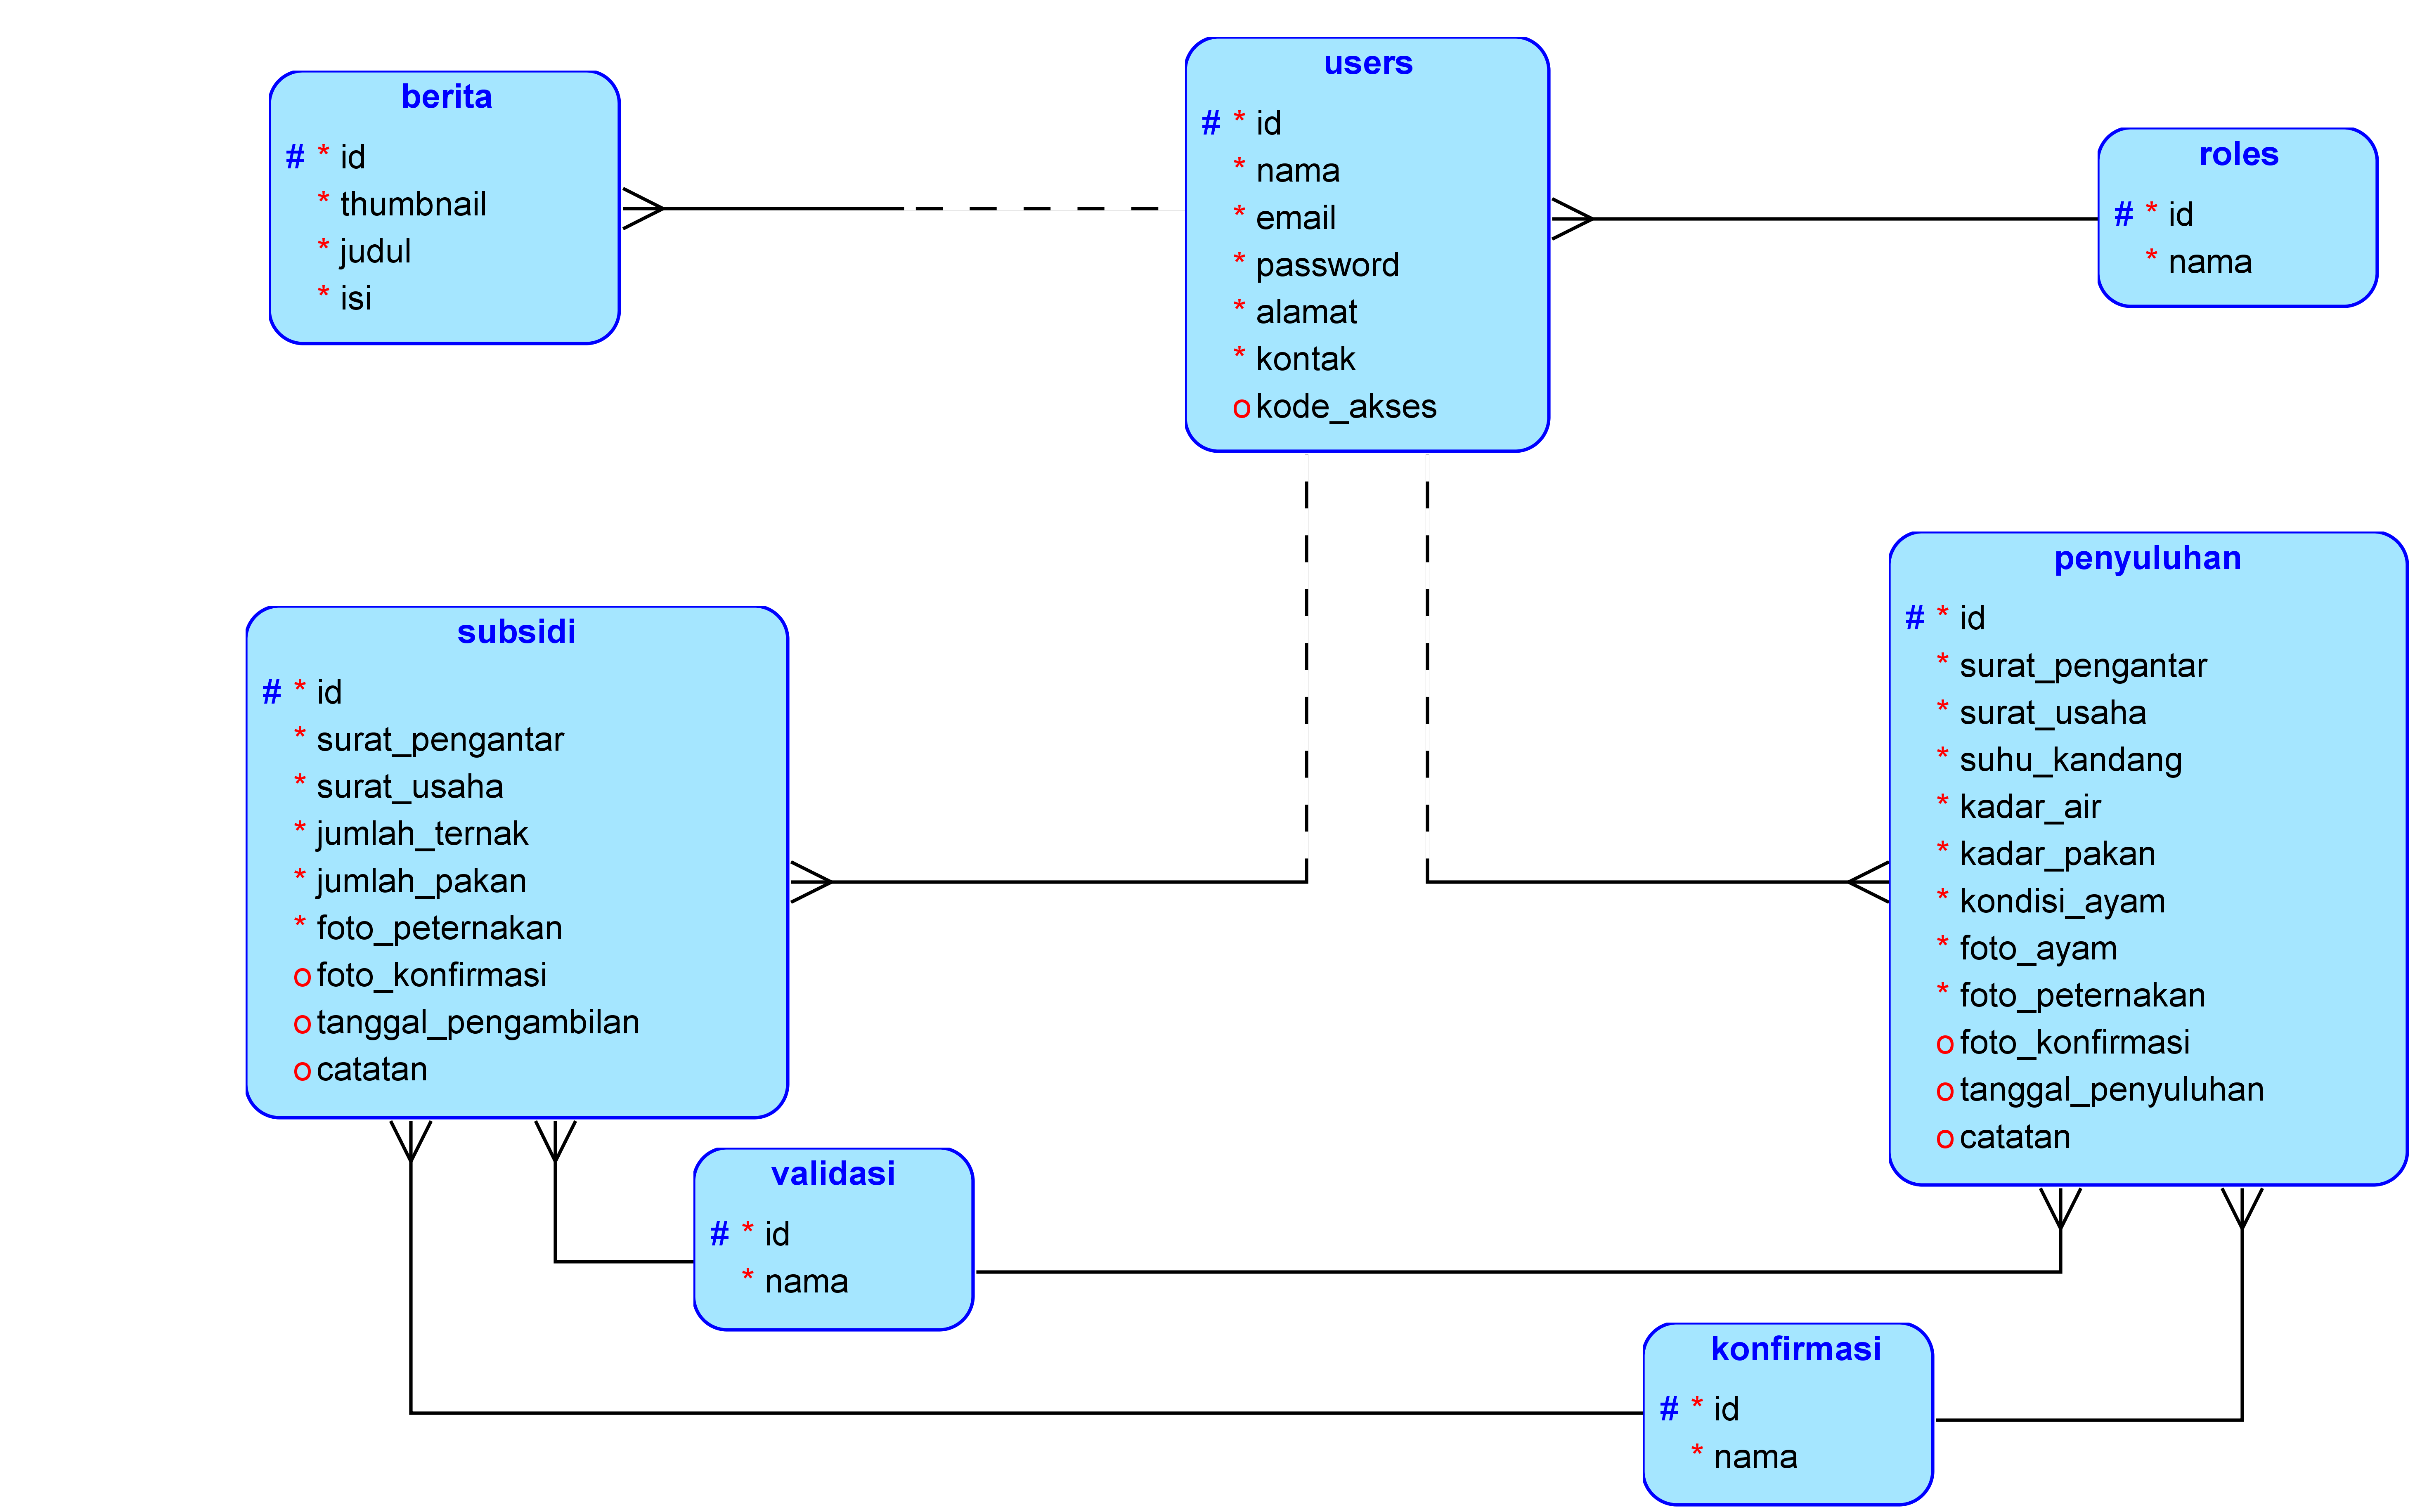 berita
# * id
* thumbnail
* judul
* isi
users
# * id
* nama
* email
* password
* alamat
* kontak
o kode_akses
roles
# * id
* nama
subsidi
# * id
* surat_pengantar
* surat_usaha
* jumlah_ternak
* jumlah_pakan
* foto_peternakan
o foto_konfirmasi
o tanggal_pengambilan
o catatan
penyuluhan
# * id
* surat_pengantar
* surat_usaha
* suhu_kandang
* kadar_air
* kadar_pakan
* kondisi_ayam
* foto_ayam
* foto_peternakan
o foto_konfirmasi
o tanggal_penyuluhan
o catatan
validasi
# * id
* nama
konfirmasi
# * id
* nama